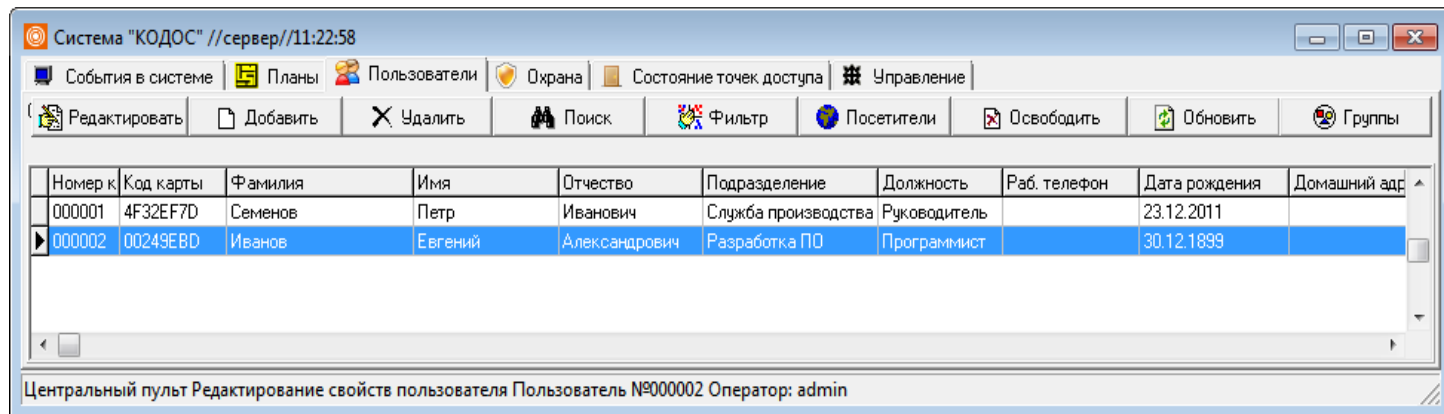 Система "КОДОС" //сервер//11:22:58
События в системе Планы Пользователи Охрана Состояние точек доступа Управление
Редактировать Добавить Удалить Поиск Фильтр Посетители Освободить Обновить Группы
Номер к Код карты Фамилия Имя Отчество Подразделение Должность Раб. телефон Дата рождения Домашний адр
000001 4F32EF7D Семенов Петр Иванович Служба производства Руководитель 23.12.2011
000002 00249EBD Иванов Евгений Александрович Разработка ПО Программист 30.12.1899
Центральный пульт Редактирование свойств пользователя Пользователь №000002 Оператор: admin